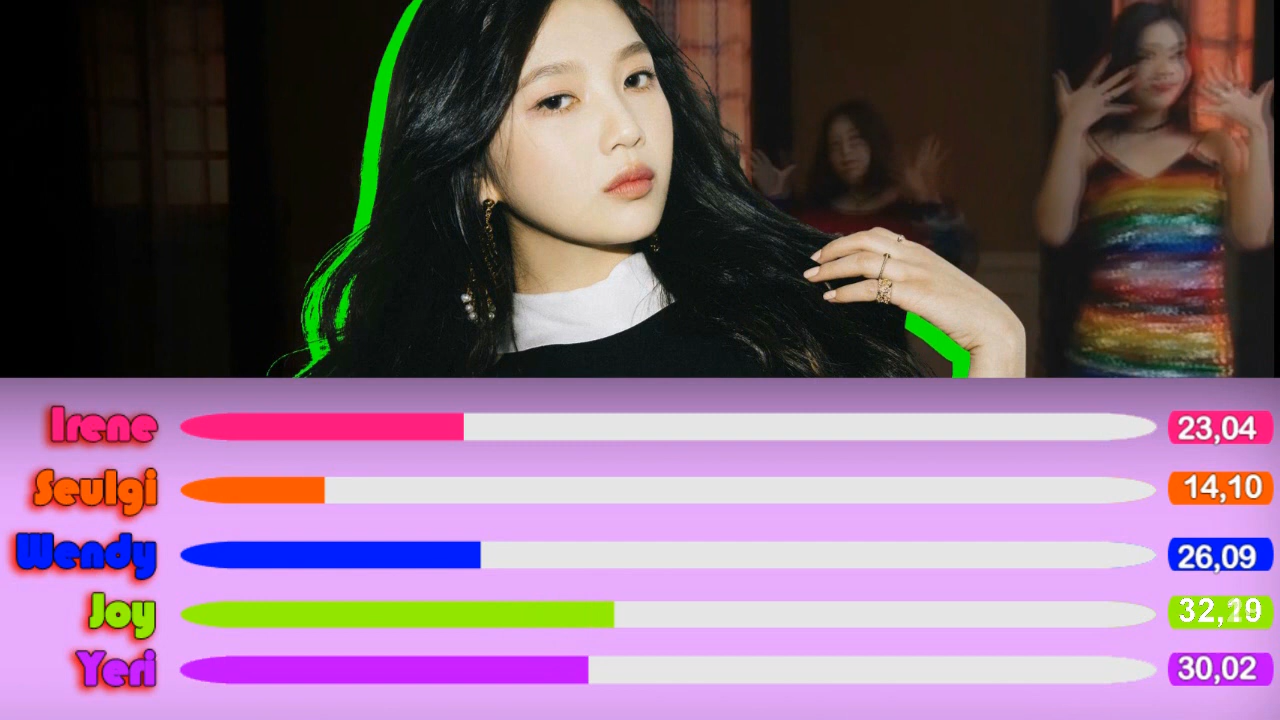 Irene 23,04
Seulgi 14,10
Wendy 26,09
Joy
Yeri 30,02